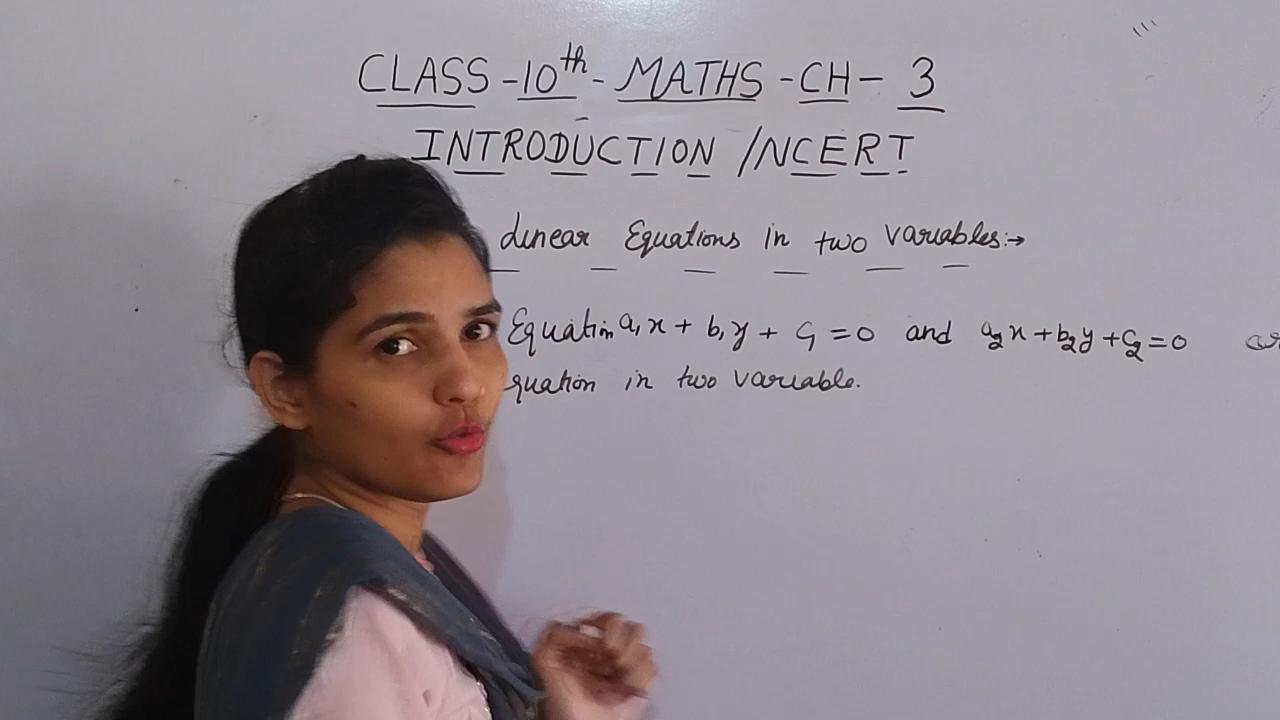 CLASS-10th-MATHS-CH-3
INTRODUCTION/NCERT
Linear Equations in two variables:→
Equation a₁x + b₁y + c₁ = 0 and a₂x + b₂y + c₂ = 0
quation in two variable.